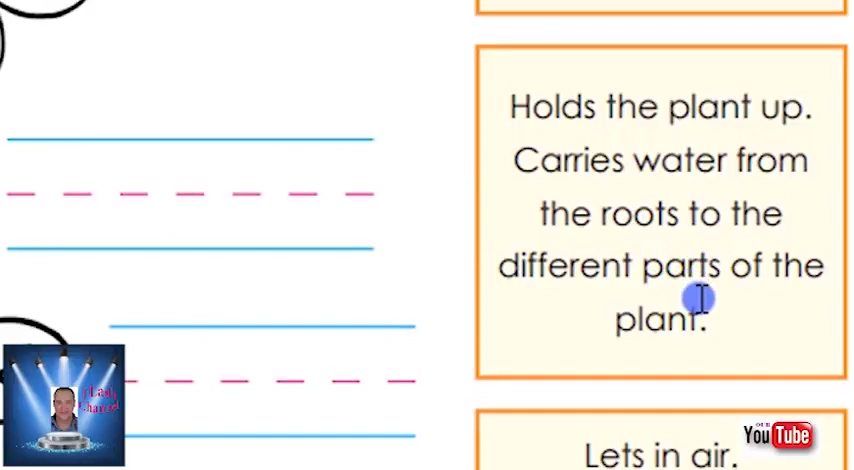 Holds the plant up.
Carries water from
the roots to the
different parts of the
plant.
Lets in air.
OUR
YouTube